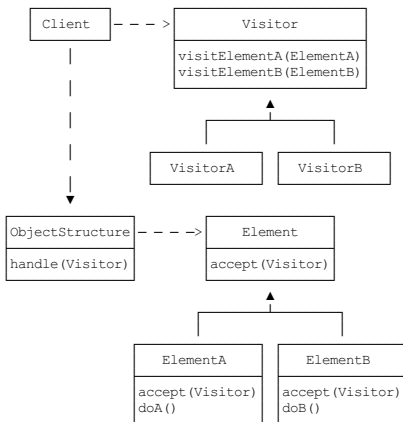 Client
Visitor
visitElementA(ElementA)
visitElementB(ElementB)
VisitorA
VisitorB
ObjectStructure
handle(Visitor)
Element
accept(Visitor)
ElementA
accept(Visitor)
doA()
ElementB
accept(Visitor)
doB()